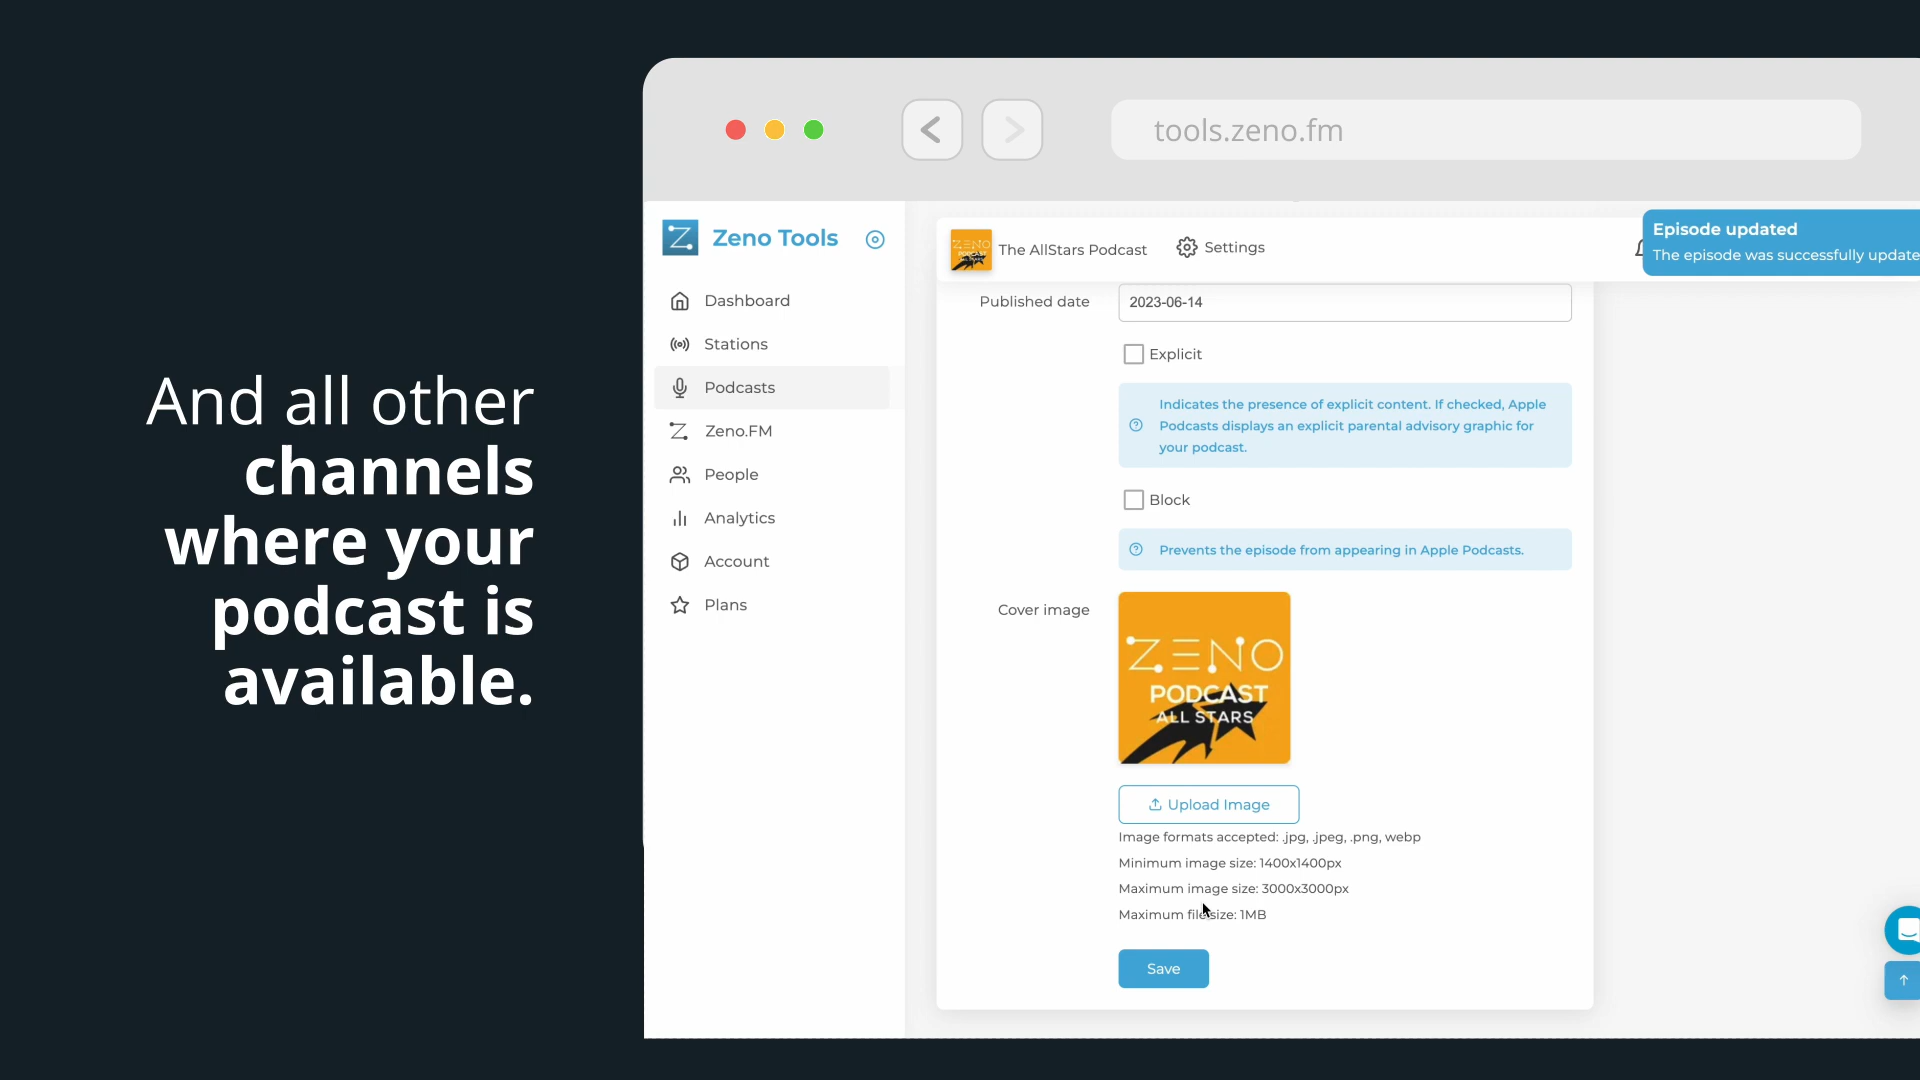 And all other
channels
where your
podcast is
available.
tools.zeno.fm
Zeno Tools
Dashboard
Stations
Podcasts
Zeno.FM
People
Analytics
Account
Plans
ZENO
PODCAST
The AllStars Podcast
Settings
Episode updated
The episode was successfully update
Published date
2023-06-14
Explicit
Indicates the presence of explicit content. If checked, Apple
Podcasts displays an explicit parental advisory graphic for
your podcast.
Block
Prevents the episode from appearing in Apple Podcasts.
Cover image
ZENO
PODCAST
ALL STARS
Upload Image
Image formats accepted: .jpg, .jpeg, .png, webp
Minimum image size: 1400x1400px
Maximum image size: 3000x3000px
Maximum file size: 1MB
Save